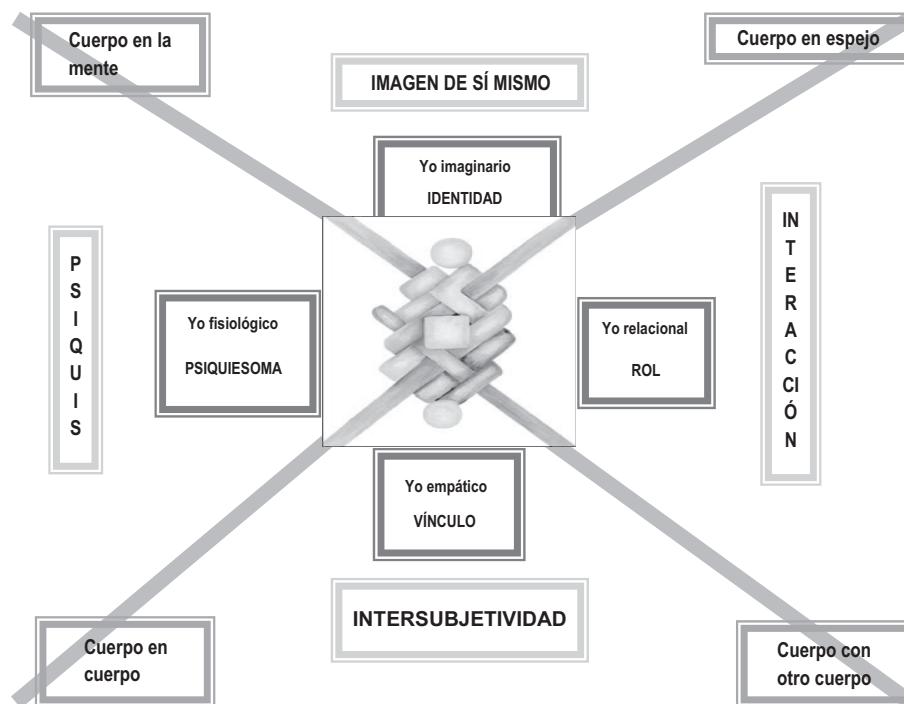 Cuerpo en la
mente
Cuerpo en espejo
IMAGEN DE SÍ MISMO
Yo imaginario
IDENTIDAD
P
S
I
Q
U
I
S
Yo fisiológico
PSIQUIESOMA
Yo relacional
ROL
IN
T
E
R
A
C
CI
Ó
N
Yo empático
VÍNCULO
INTERSUBJETIVIDAD
Cuerpo en
cuerpo
Cuerpo con
otro cuerpo